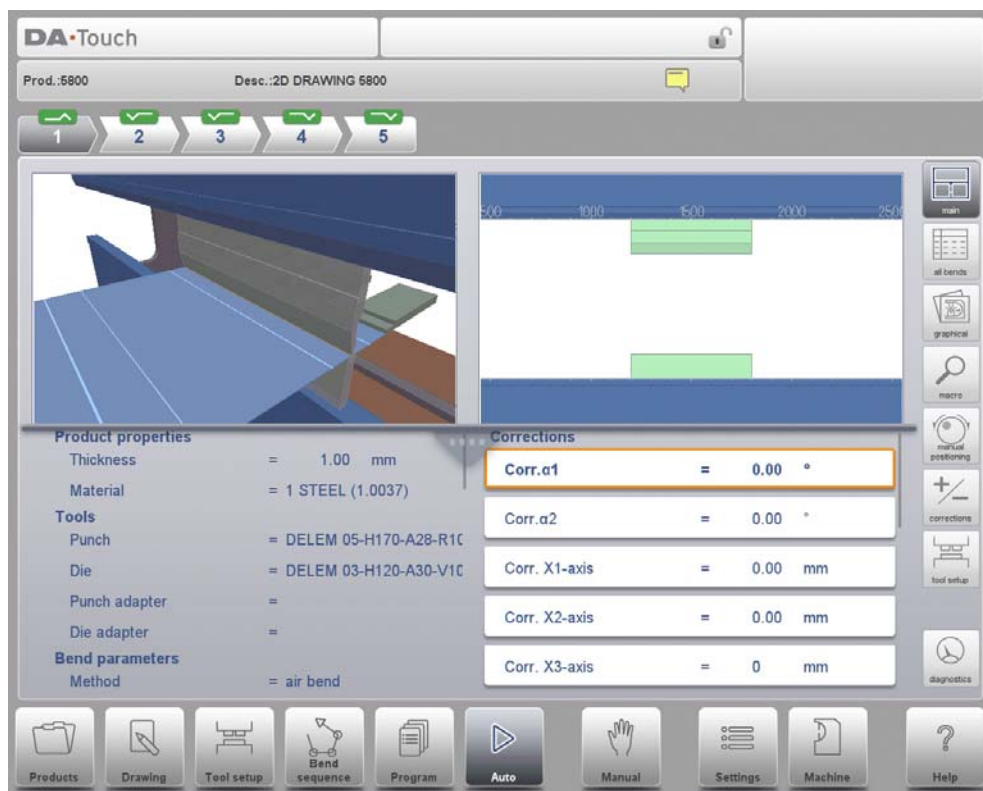 DA·Touch
Prod.:5800 Desc.:2D DRAWING 5800
1 2 3 4 5
500 1000 1500 2000 2500
main
all bends
graphical
macro
manual positioning
corrections
tool setup
diagnostics
Product properties
Thickness = 1.00 mm
Material = 1 STEEL (1.0037)
Tools
Punch = DELEM 05-H170-A28-R10
Die = DELEM 03-H120-A30-V10
Punch adapter =
Die adapter =
Bend parameters
Method = air bend
Corrections
Corr.α1 = 0.00 °
Corr.α2 = 0.00 °
Corr. X1-axis = 0.00 mm
Corr. X2-axis = 0.00 mm
Corr. X3-axis = 0 mm
Products
Drawing
Tool setup
Bend
sequence
Program
Auto
Manual
Settings
Machine
Help